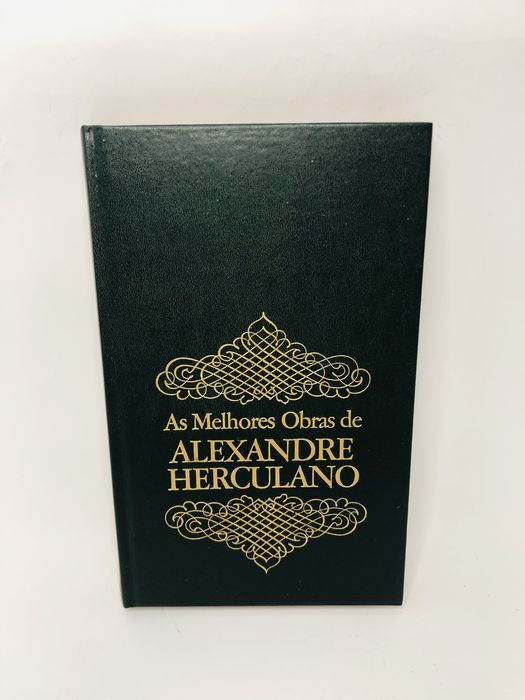 As Melhores Obras de
ALEXANDRE
HERCULANO